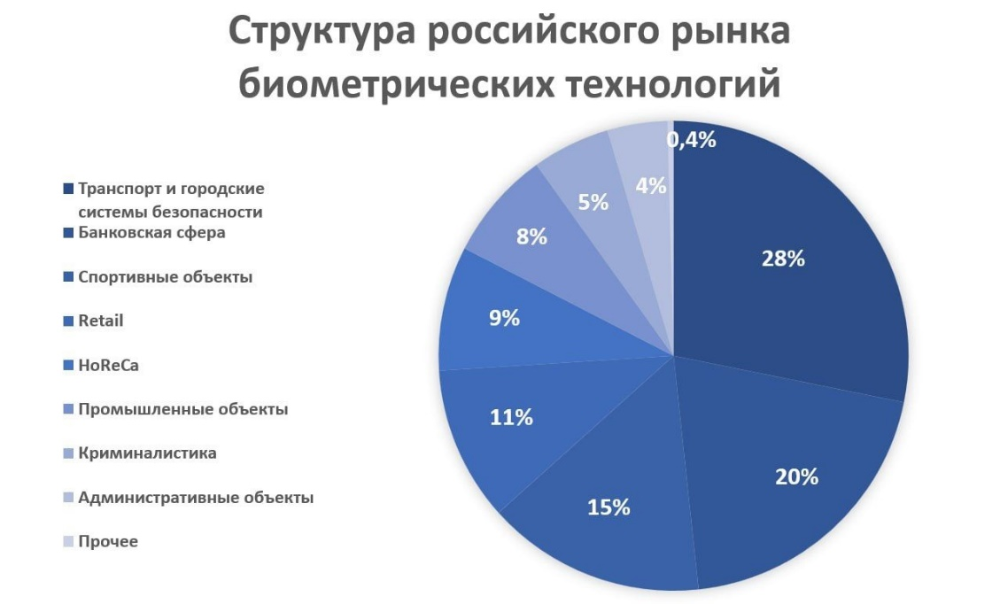 Структура российского рынка
биометрических технологий
Транспорт и городские
системы безопасности
Банковская сфера
Спортивные объекты
Retail
HoReCa
Промышленные объекты
Криминалистика
Административные объекты
Прочее
0,4%
28%
20%
15%
11%
9%
8%
5%
4%